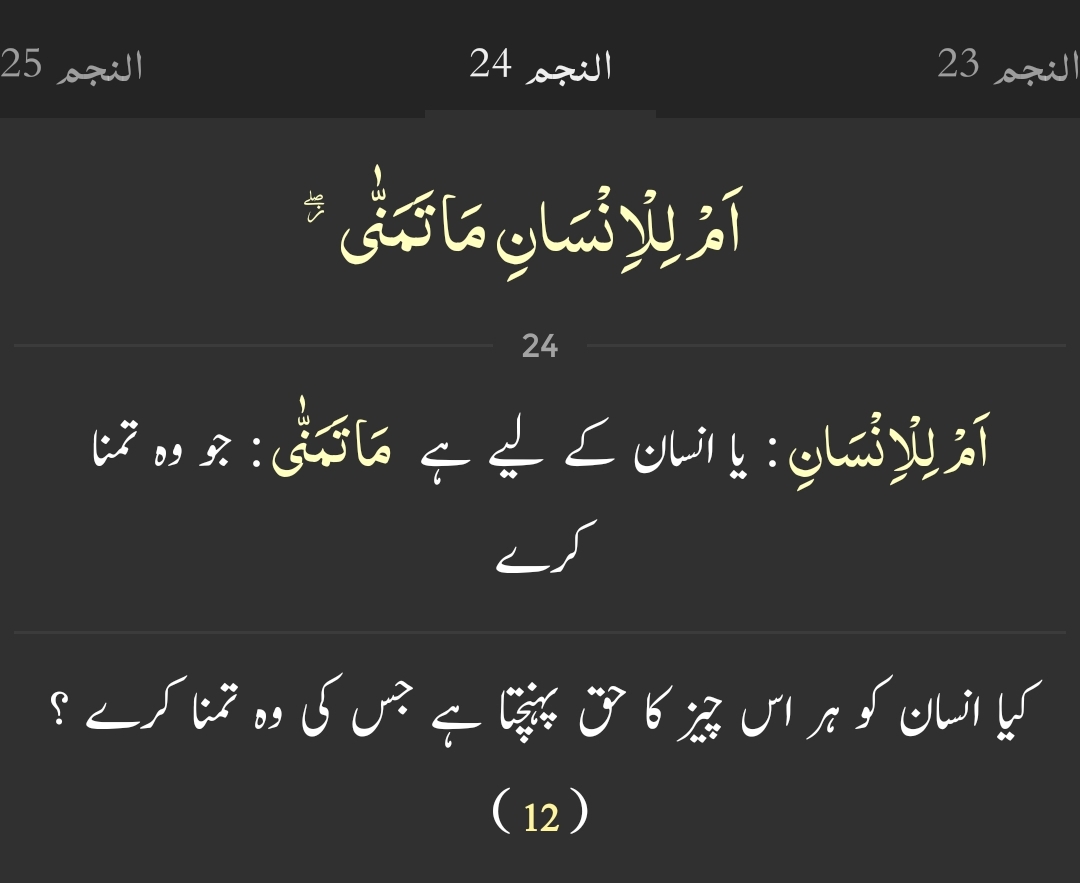 النجم 23 النجم 24 النجم 25
اَمْ لِلْاِنْسَانِ مَا تَمَنّٰی ۖ٘
24
اَمْ لِلْاِنْسَانِ : یا انسان کے لیے ہے مَا تَمَنّٰی : جو وہ تمنا
کرے
کیا انسان کو ہر اس چیز کا حق پہنچتا ہے جس کی وہ تمنا کرے ؟
( 12 )